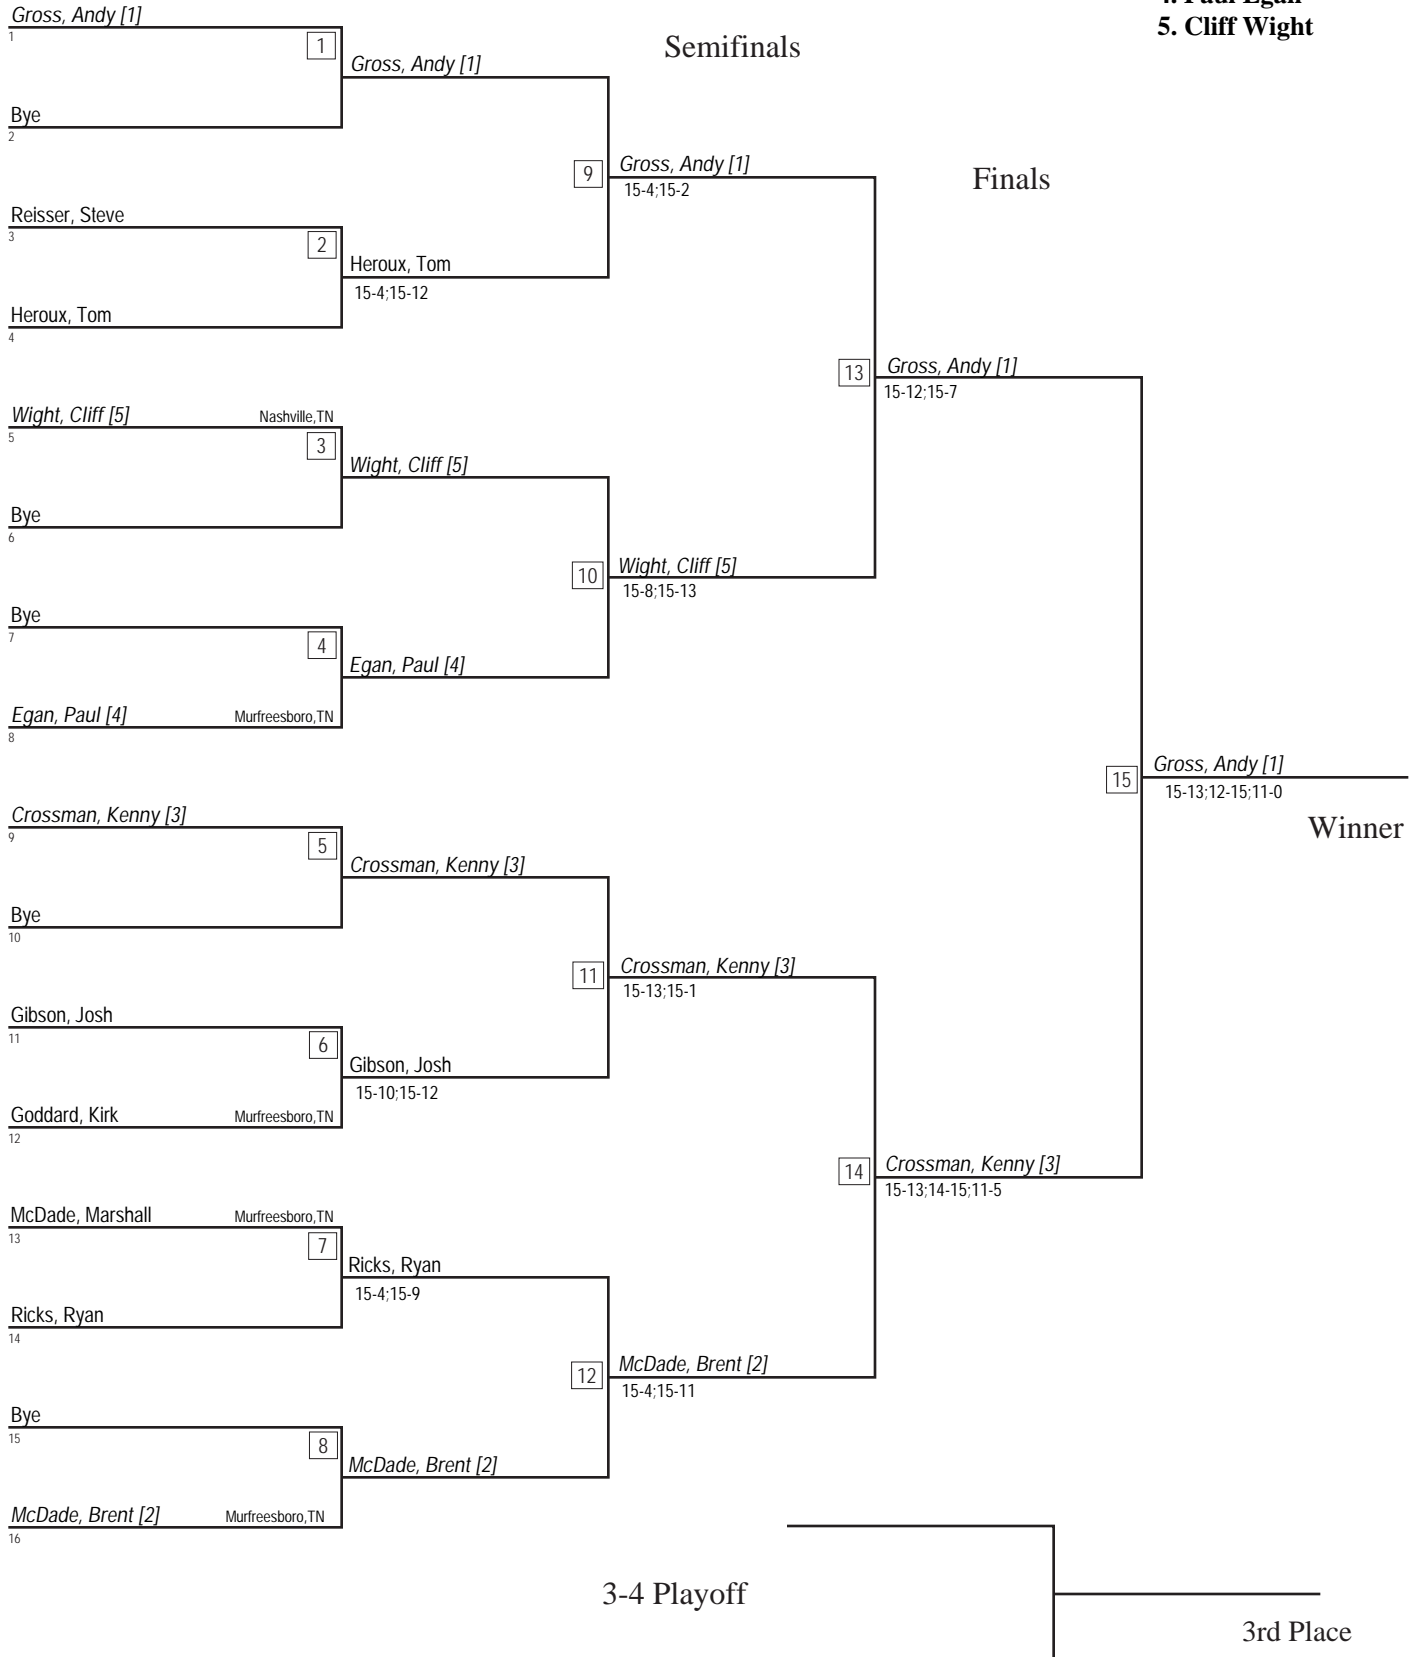 4. Paul Egan
5. Cliff Wight
Semifinals
Finals
Gross, Andy [1]
1
1
Gross, Andy [1]
Bye
2
9
Gross, Andy [1]
15-4;15-2
Reisser, Steve
3
2
Heroux, Tom
15-4;15-12
Heroux, Tom
4
13
Gross, Andy [1]
15-12;15-7
Wight, Cliff [5] Nashville,TN
5
3
Wight, Cliff [5]
Bye
6
10
Wight, Cliff [5]
15-8;15-13
Bye
7
4
Egan, Paul [4]
Egan, Paul [4] Murfreesboro,TN
8
15
Gross, Andy [1]
15-13;12-15;11-0
Winner
Crossman, Kenny [3]
9
5
Crossman, Kenny [3]
Bye
10
11
Crossman, Kenny [3]
15-13;15-1
Gibson, Josh
11
6
Gibson, Josh
15-10;15-12
Goddard, Kirk Murfreesboro,TN
12
14
Crossman, Kenny [3]
15-13;14-15;11-5
McDade, Marshall Murfreesboro,TN
13
7
Ricks, Ryan
15-4;15-9
Ricks, Ryan
14
12
McDade, Brent [2]
15-4;15-11
Bye
15
8
McDade, Brent [2]
McDade, Brent [2] Murfreesboro,TN
16
3-4 Playoff
3rd Place